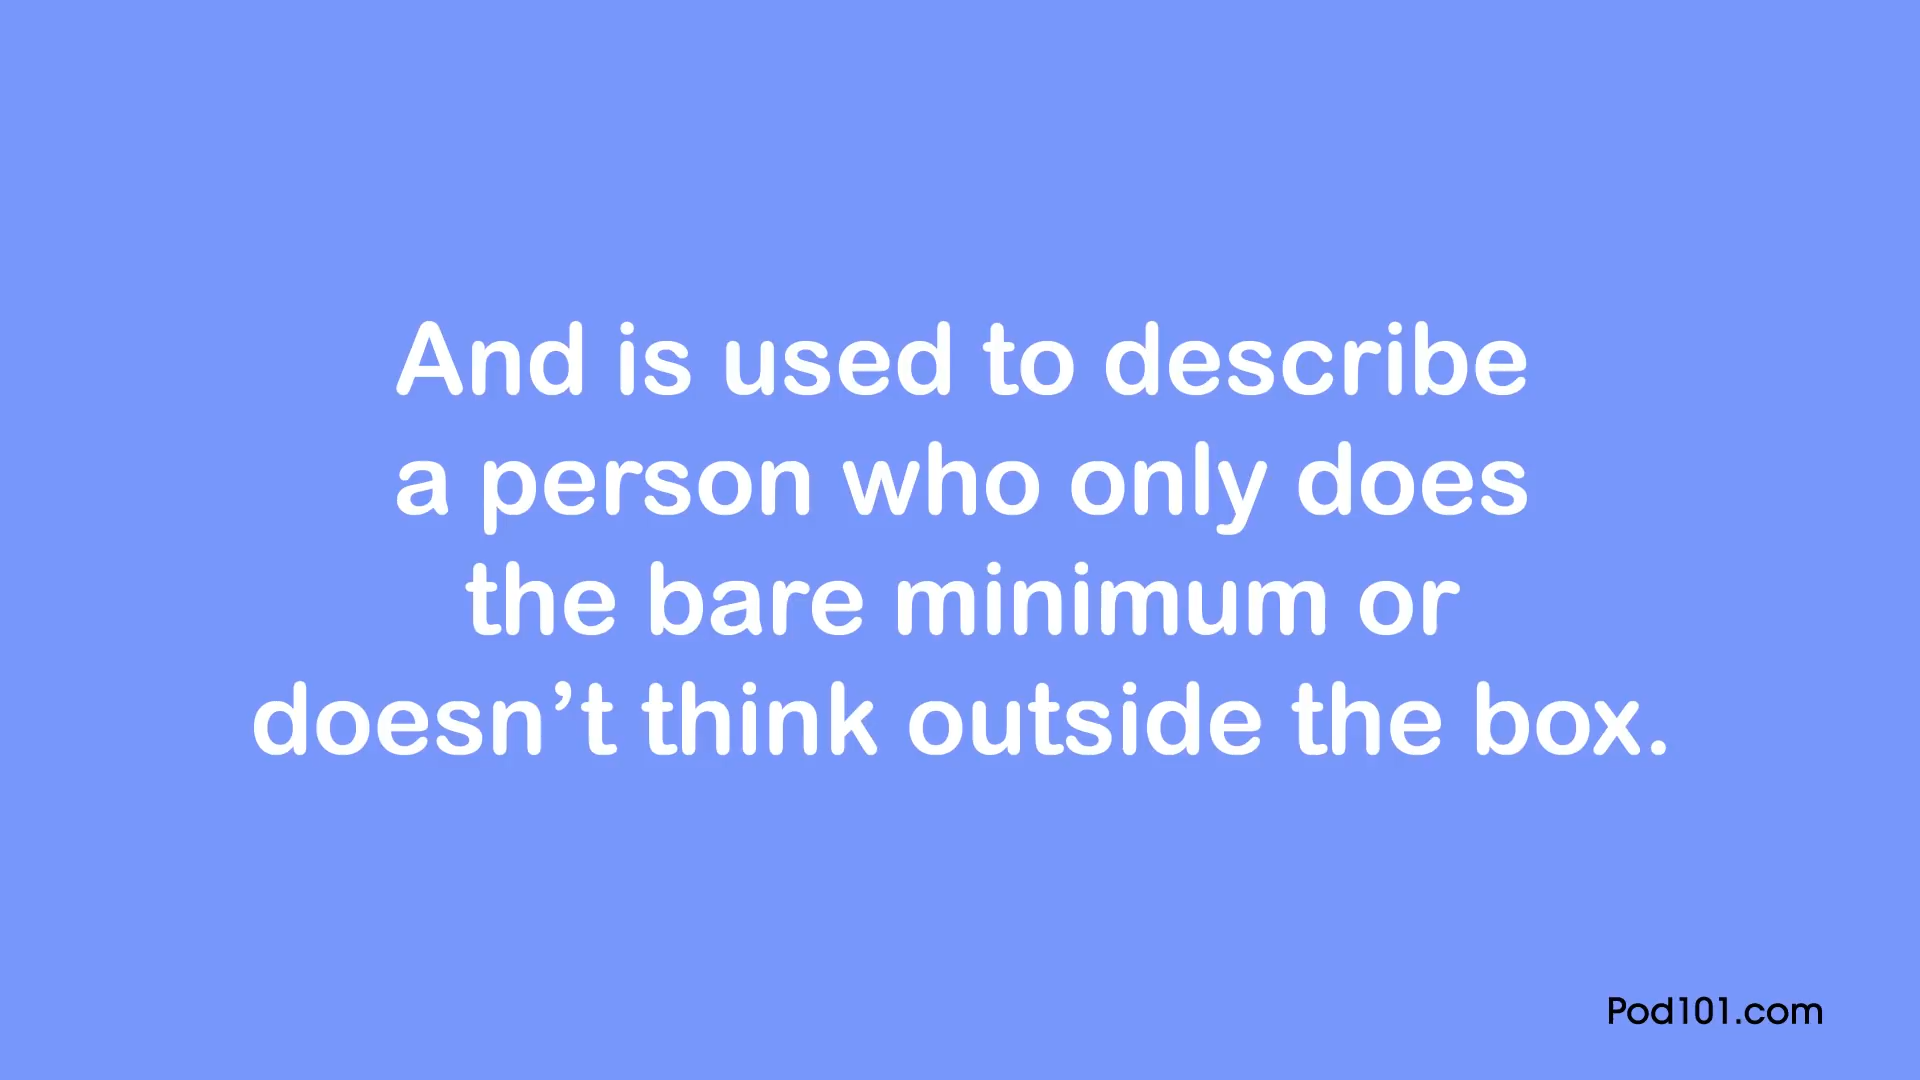 And is used to describe
a person who only does
the bare minimum or
doesn’t think outside the box.
Pod101.com